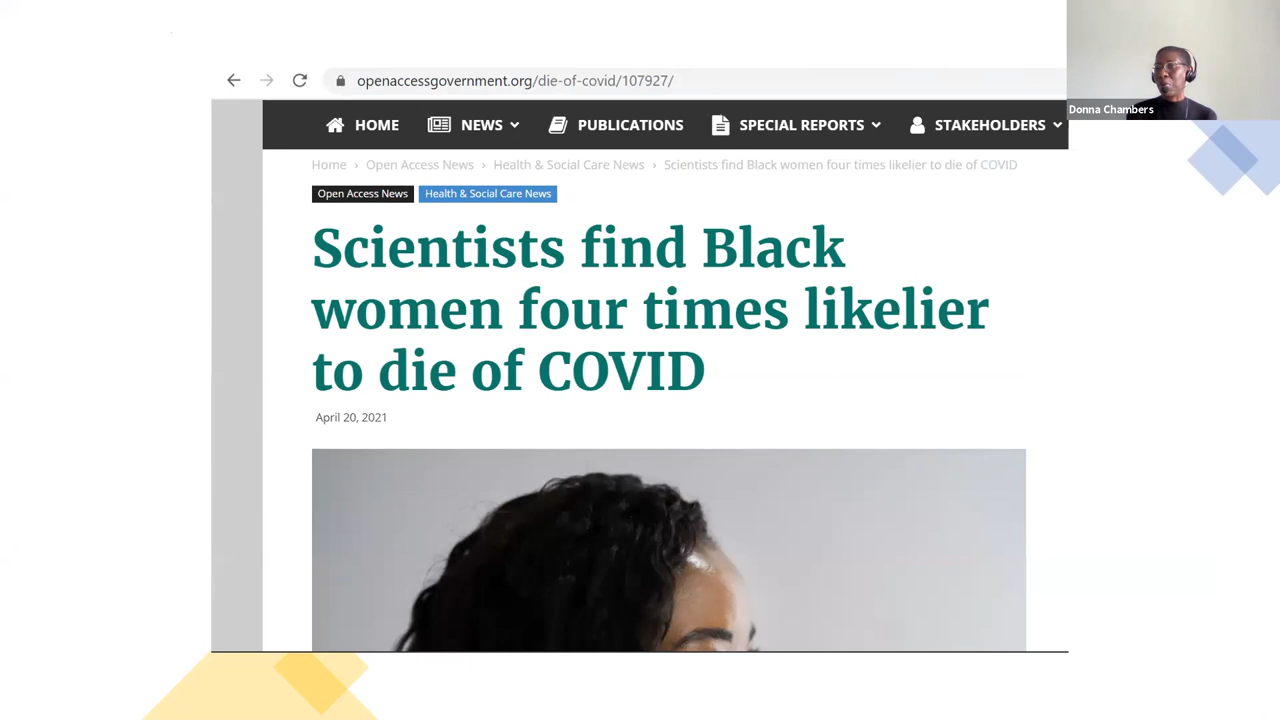 openaccessgovernment.org/die-of-covid/107927/
Donna Chambers
HOME NEWS PUBLICATIONS SPECIAL REPORTS STAKEHOLDERS
Home › Open Access News › Health & Social Care News › Scientists find Black women four times likelier to die of COVID
Open Access News Health & Social Care News
Scientists find Black
women four times likelier
to die of COVID
April 20, 2021